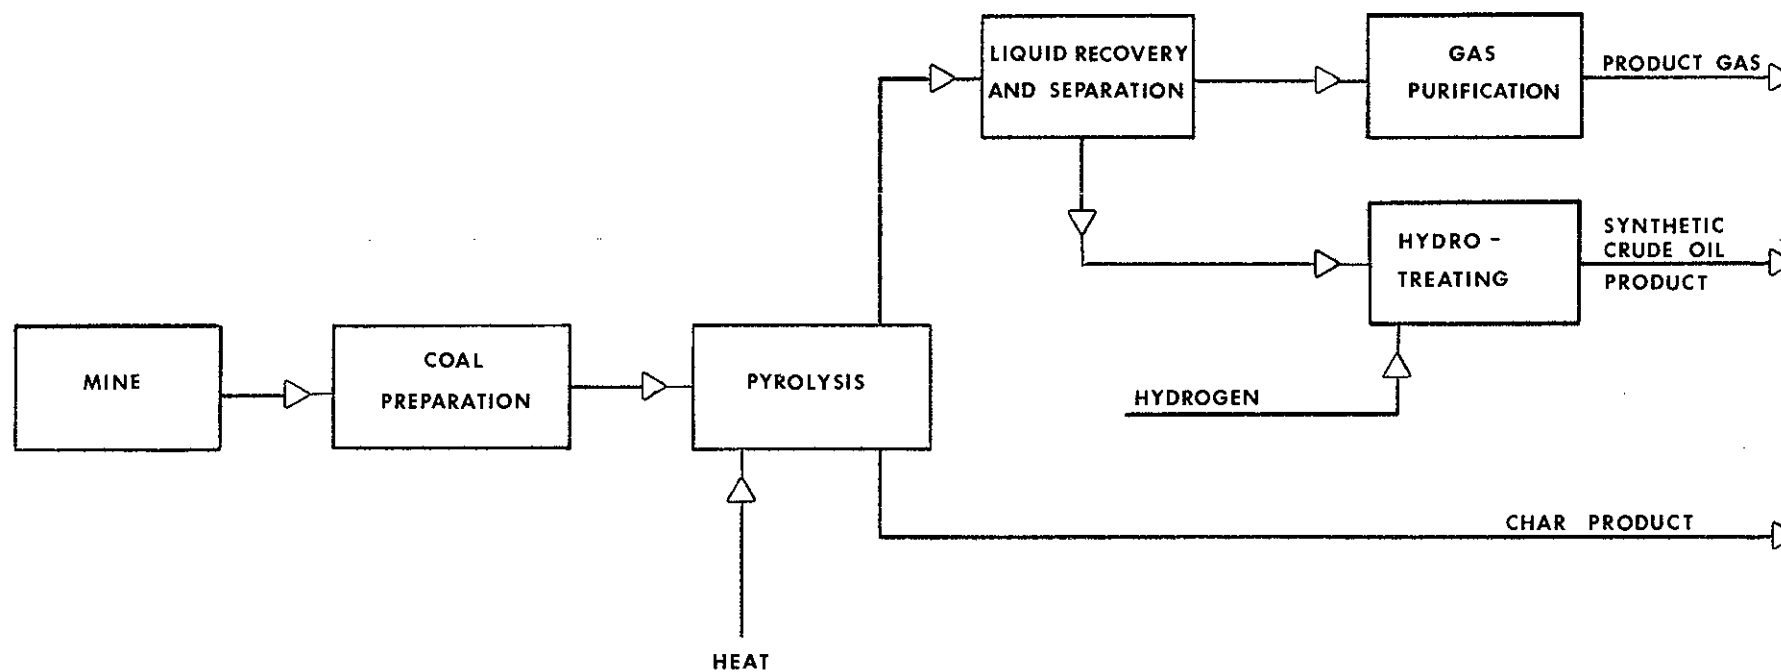 LIQUID RECOVERY
AND SEPARATION
GAS
PURIFICATION
PRODUCT GAS
HYDRO -
TREATING
SYNTHETIC
CRUDE OIL
PRODUCT
MINE
COAL
PREPARATION
PYROLYSIS
HYDROGEN
CHAR PRODUCT
HEAT